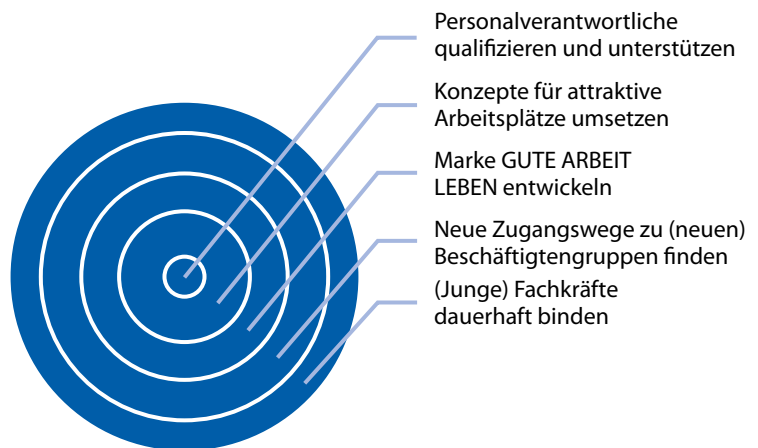 Personalverantwortliche
qualifizieren und unterstützen
Konzepte für attraktive
Arbeitsplätze umsetzen
Marke GUTE ARBEIT
LEBEN entwickeln
Neue Zugangswege zu (neuen)
Beschäftigtengruppen finden
(Junge) Fachkräfte
dauerhaft binden